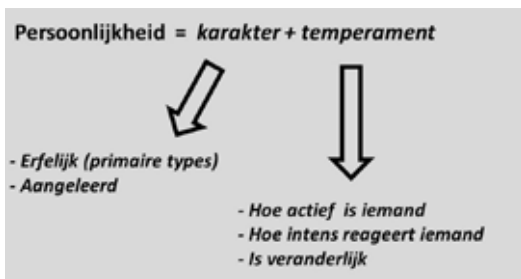 Persoonlijkheid = karakter + temperament
- Erfelijk (primaire types)
- Aangeleerd
- Hoe actief is iemand
- Hoe intens reageert iemand
- Is veranderlijk